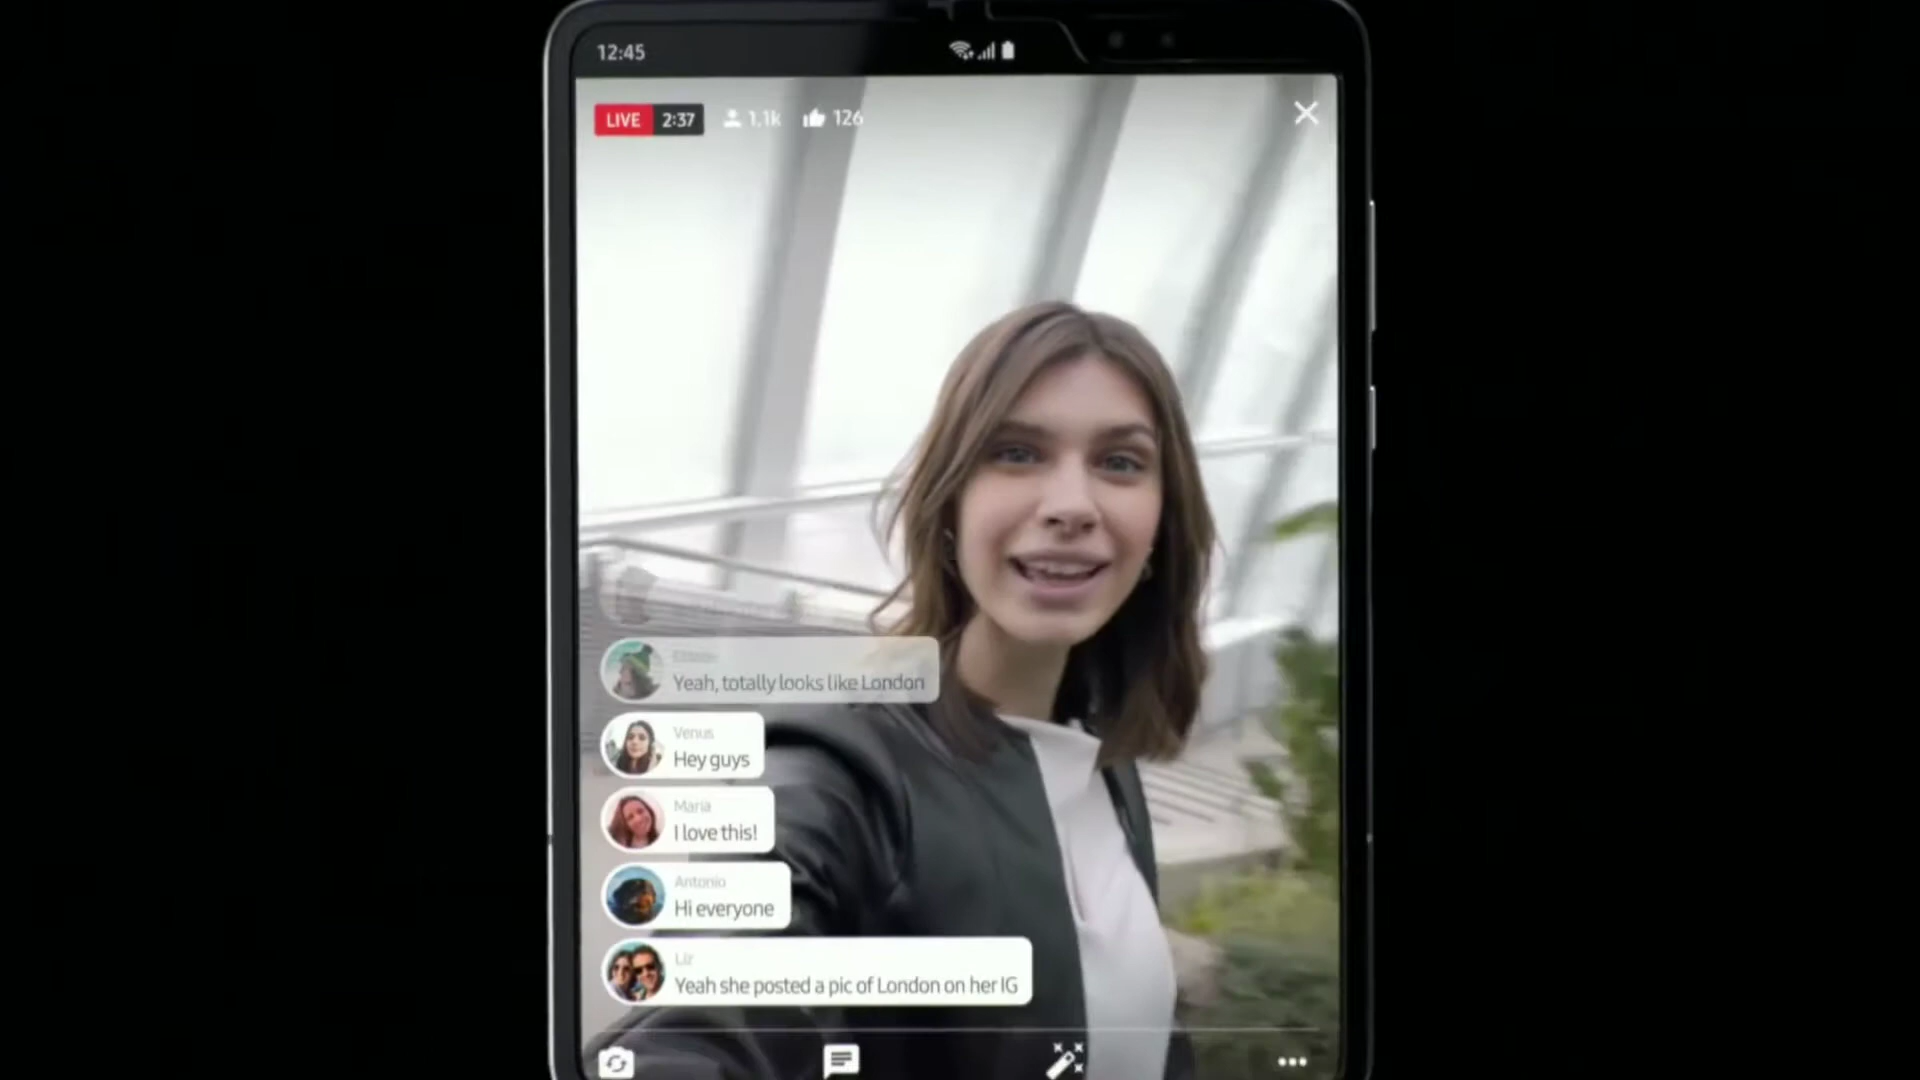 12:45
LIVE 2:37 1.1k 126
Yeah, totally looks like London
Venus
Hey guys
Maria
I love this!
Antonio
Hi everyone
Liz
Yeah she posted a pic of London on her IG